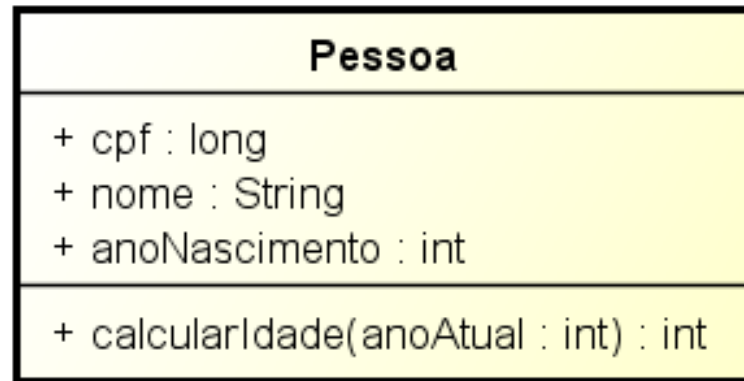 Pessoa
+ cpf : long
+ nome : String
+ anoNascimento : int
+ calcularIdade(anoAtual : int) : int